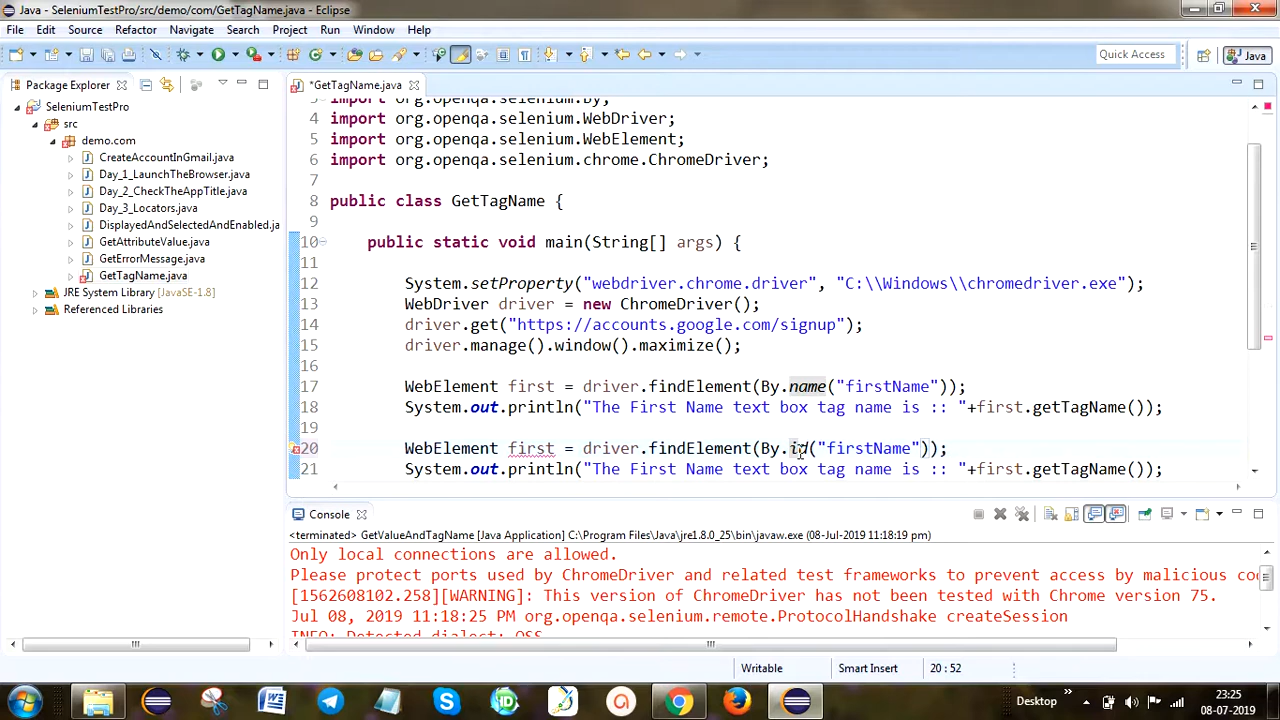 Java - SeleniumTestPro/src/demo/com/GetTagName.java - Eclipse
File Edit Source Refactor Navigate Search Project Run Window Help
Quick Access
Java
Package Explorer
*GetTagName.java
SeleniumTestPro
src
demo.com
CreateAccountInGmail.java
Day_1_LaunchTheBrowser.java
Day_2_CheckTheAppTitle.java
Day_3_Locators.java
DisplayedAndSelectedAndEnabled.ja
GetAttributeValue.java
GetErrorMessage.java
GetTagName.java
JRE System Library [JavaSE-1.8]
Referenced Libraries
3 import org.openqa.selenium.By;
4 import org.openqa.selenium.WebDriver;
5 import org.openqa.selenium.WebElement;
6 import org.openqa.selenium.chrome.ChromeDriver;
7
8 public class GetTagName {
9
10 public static void main(String[] args) {
11
12 System.setProperty("webdriver.chrome.driver", "C:\\Windows\\chromedriver.exe");
13 WebDriver driver = new ChromeDriver();
14 driver.get("https://accounts.google.com/signup");
15 driver.manage().window().maximize();
16
17 WebElement first = driver.findElement(By.name("firstName"));
18 System.out.println("The First Name text box tag name is :: "+first.getTagName());
19
20 WebElement first = driver.findElement(By.id("firstName"));
21 System.out.println("The First Name text box tag name is :: "+first.getTagName());
Console
<terminated> GetValueAndTagName [Java Application] C:\Program Files\Java\jre1.8.0_25\bin\javaw.exe (08-Jul-2019 11:18:19 pm)
Only local connections are allowed.
Please protect ports used by ChromeDriver and related test frameworks to prevent access by malicious co
[1562608102.258][WARNING]: This version of ChromeDriver has not been tested with Chrome version 75.
Jul 08, 2019 11:18:25 PM org.openqa.selenium.remote.ProtocolHandshake createSession
INFO: Detected dialect: OSS
Writable Smart Insert 20 : 52
Desktop
23:25
08-07-2019